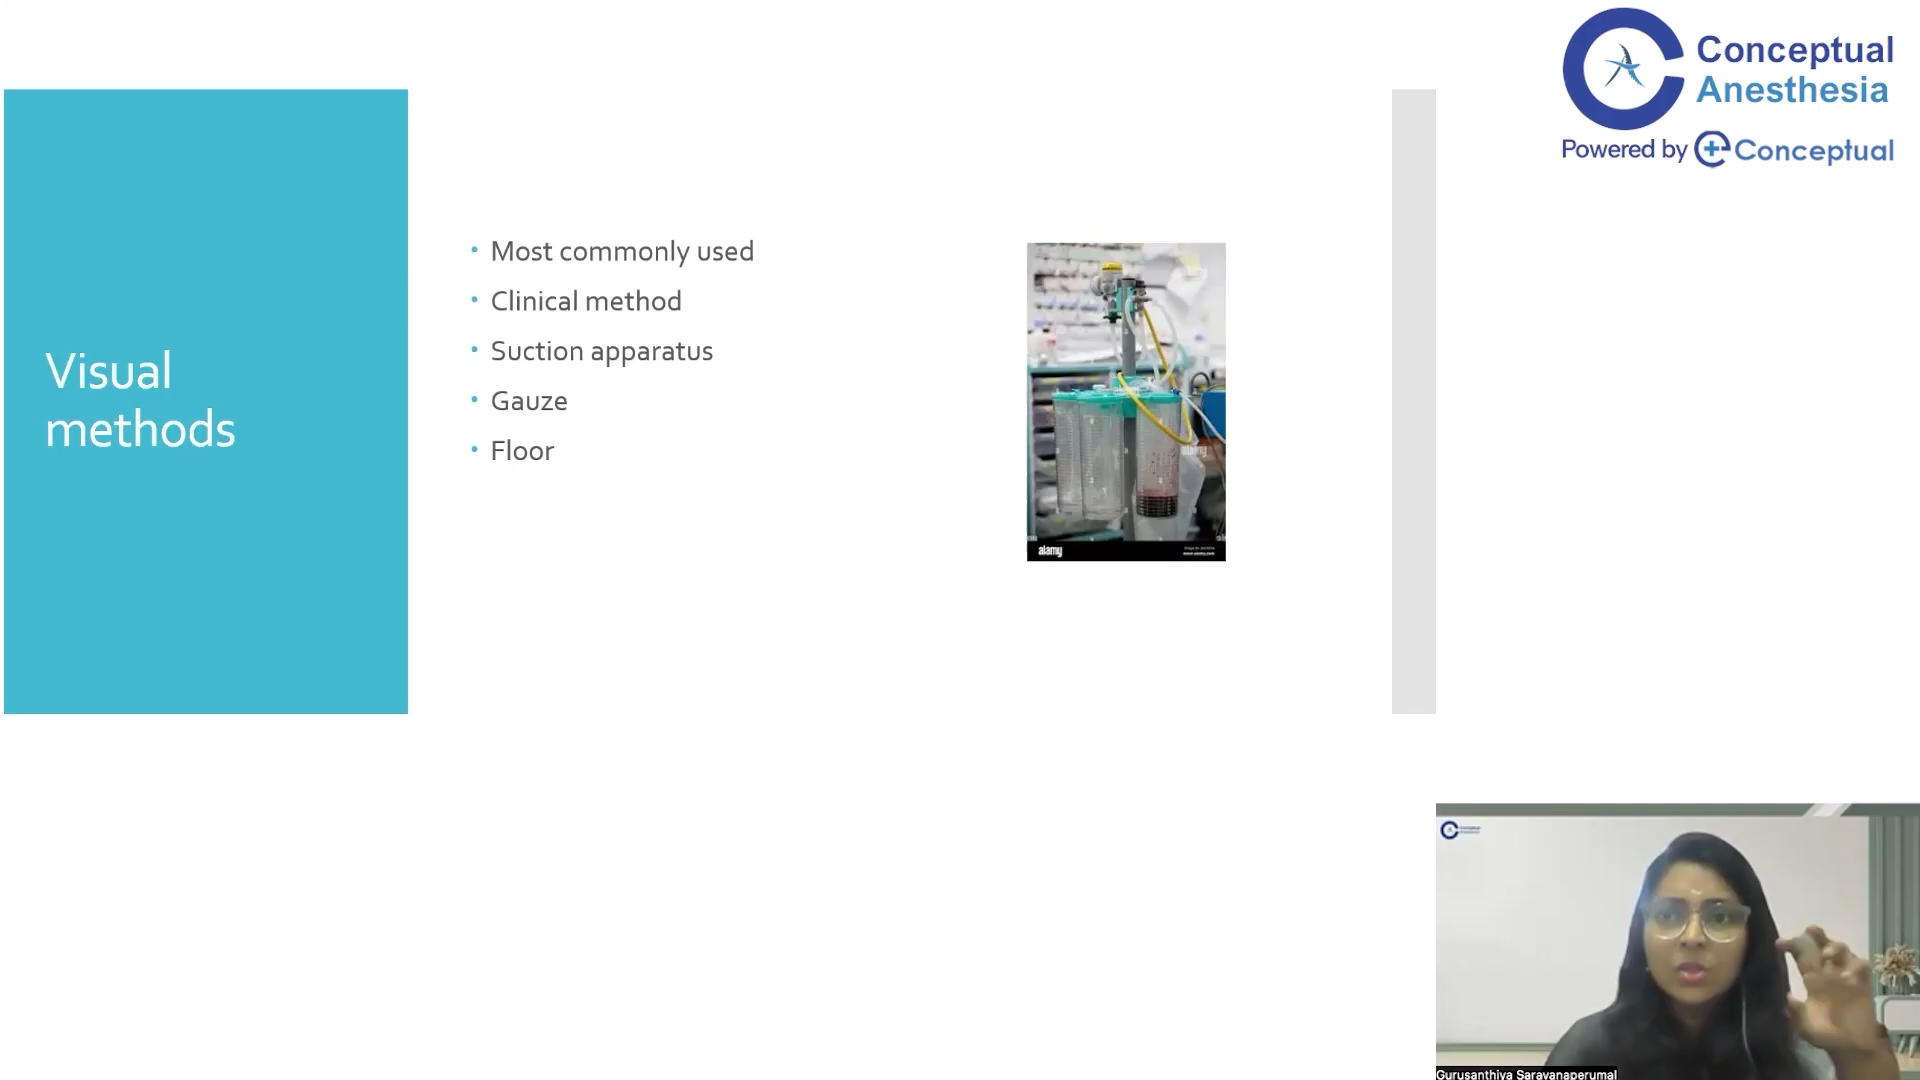 Conceptual
Anesthesia
Powered by Conceptual
Visual
methods
• Most commonly used
• Clinical method
• Suction apparatus
• Gauze
• Floor
alamy
alamy
Gurusanthiya Saravanaperumal